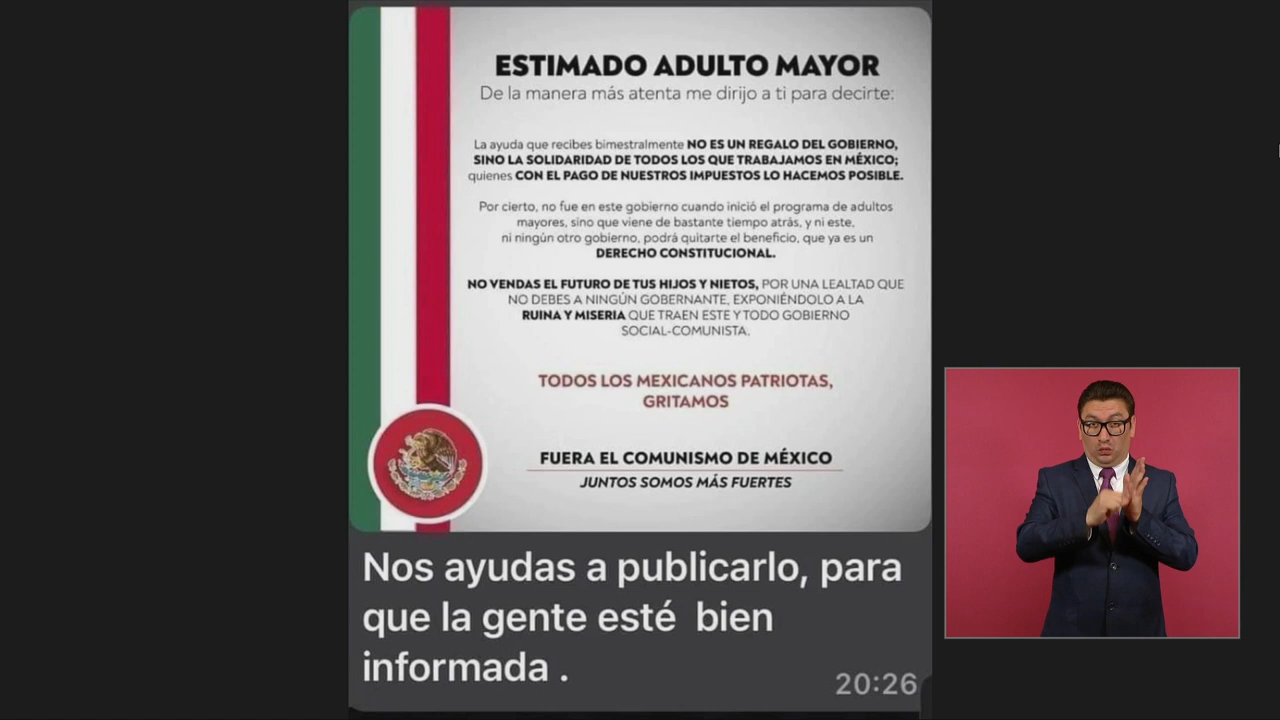 ESTIMADO ADULTO MAYOR
De la manera más atenta me dirijo a ti para decirte:
La ayuda que recibes bimestralmente NO ES UN REGALO DEL GOBIERNO,
SINO LA SOLIDARIDAD DE TODOS LOS QUE TRABAJAMOS EN MÉXICO;
quienes CON EL PAGO DE NUESTROS IMPUESTOS LO HACEMOS POSIBLE.
Por cierto, no fue en este gobierno cuando inició el programa de adultos
mayores, sino que viene de bastante tiempo atrás, y ni este,
ni ningún otro gobierno, podrá quitarte el beneficio, que ya es un
DERECHO CONSTITUCIONAL.
NO VENDAS EL FUTURO DE TUS HIJOS Y NIETOS, POR UNA LEALTAD QUE
NO DEBES A NINGÚN GOBERNANTE, EXPONIÉNDOLO A LA
RUINA Y MISERIA QUE TRAEN ESTE Y TODO GOBIERNO
SOCIAL-COMUNISTA.
TODOS LOS MEXICANOS PATRIOTAS,
GRITAMOS
FUERA EL COMUNISMO DE MÉXICO
JUNTOS SOMOS MÁS FUERTES
Nos ayudas a publicarlo, para
que la gente esté bien
informada .
20:26